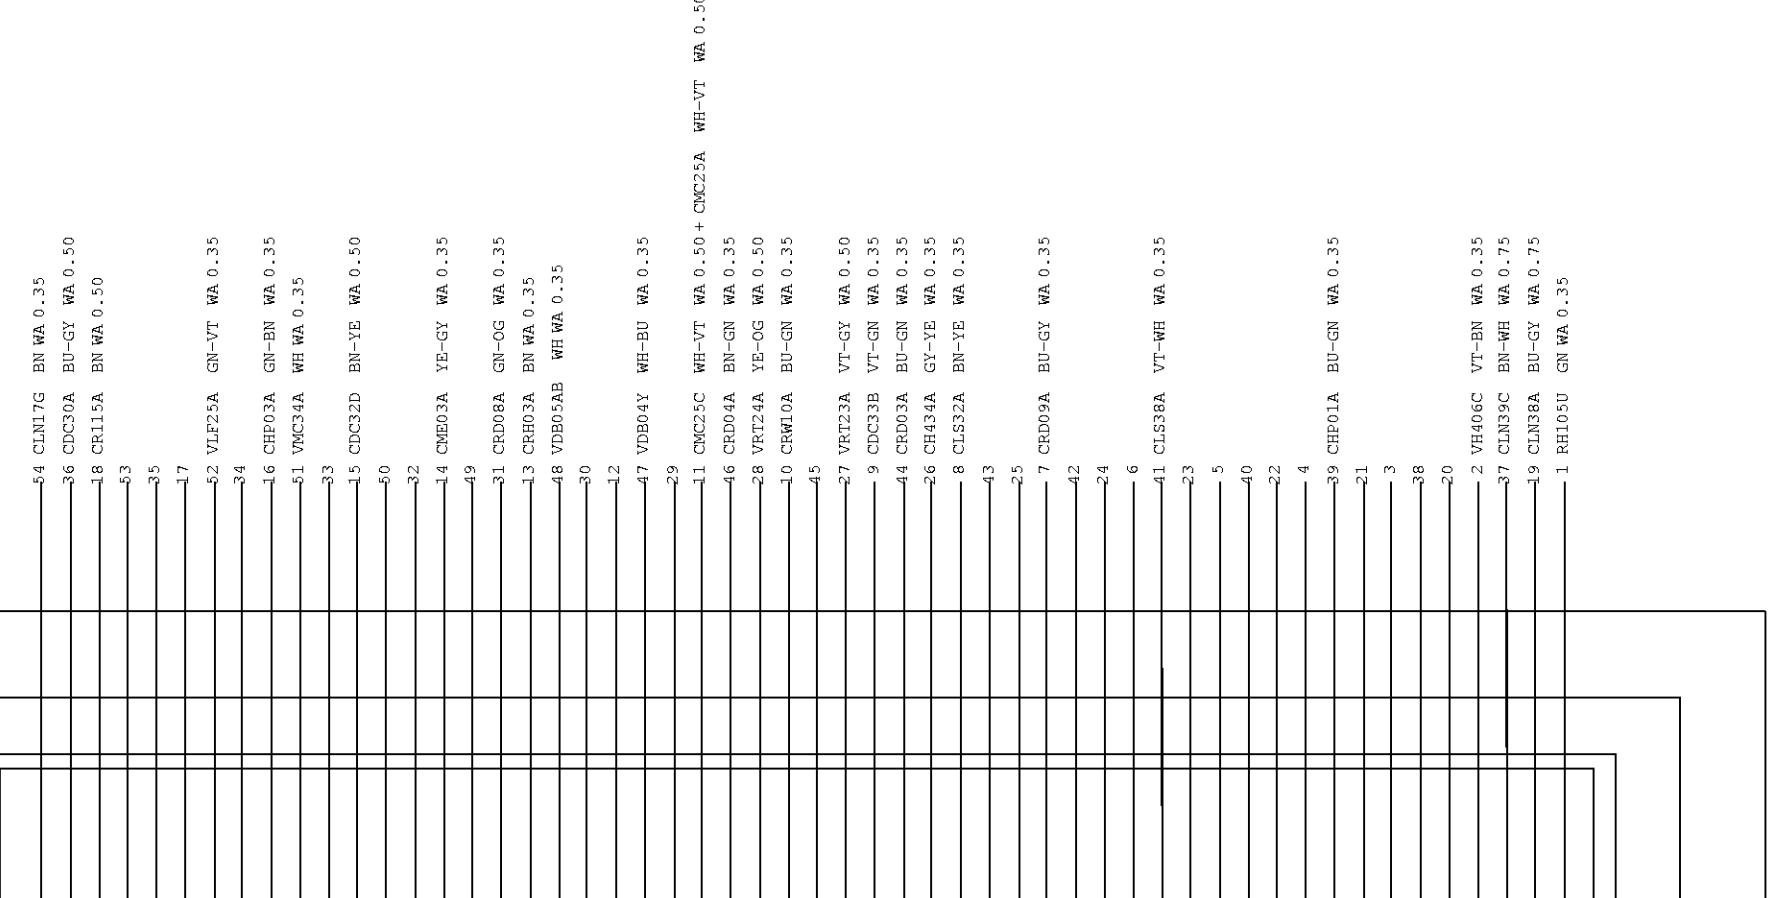 54 CLN17G BN WA 0.35
36 CDC30A BU-GY WA 0.50
18 CR115A BN WA 0.50
53
35
17
52 VLF25A GN-VT WA 0.35
34
16 CHP03A GN-BN WA 0.35
51 VMC34A WH WA 0.35
33
15 CDC32D BN-YE WA 0.50
50
32
14 CME03A YE-GY WA 0.35
49
31 CRD08A GN-OG WA 0.35
13 CRH03A BN WA 0.35
48 VDB05AB WH WA 0.35
30
12
47 VDB04Y WH-BU WA 0.35
29
11 CMC25C WH-VT WA 0.50 + CMC25A WH-VT WA 0.50
46 CRD04A BN-GN WA 0.35
28 VRT24A YE-OG WA 0.50
10 CRW10A BU-GN WA 0.35
45
27 VRT23A VT-GY WA 0.50
9 CDC33B VT-GN WA 0.35
44 CRD03A BU-GN WA 0.35
26 CH434A GY-YE WA 0.35
8 CLS32A BN-YE WA 0.35
43
25
7 CRD09A BU-GY WA 0.35
42
24
6
41 CLS38A VT-WH WA 0.35
23
5
40
22
4
39 CHP01A BU-GN WA 0.35
21
3
38
20
2 VH406C VT-BN WA 0.35
37 CLN39C BN-WH WA 0.75
19 CLN38A BU-GY WA 0.75
1 RH105U GN WA 0.35